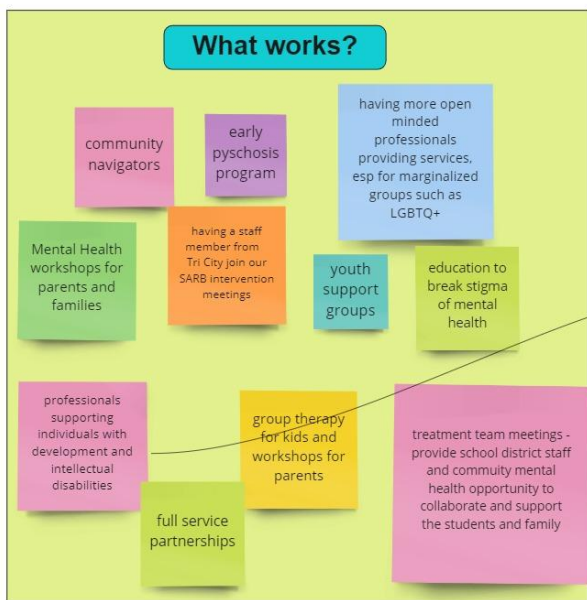 What works?
community
navigators
early
pyschosis
program
having more open
minded
professionals
providing services,
esp for marginalized
groups such as
LGBTQ+
Mental Health
workshops for
parents and
families
having a staff
member from
Tri City join our
SARB intervention
meetings
youth
support
groups
education to
break stigma
of mental
health
professionals
supporting
individuals with
development and
intellectual
disabilities
group therapy
for kids and
workshops for
parents
treatment team meetings -
provide school district staff
and commuity mental
health opportunity to
collaborate and support
the students and family
full service
partnerships